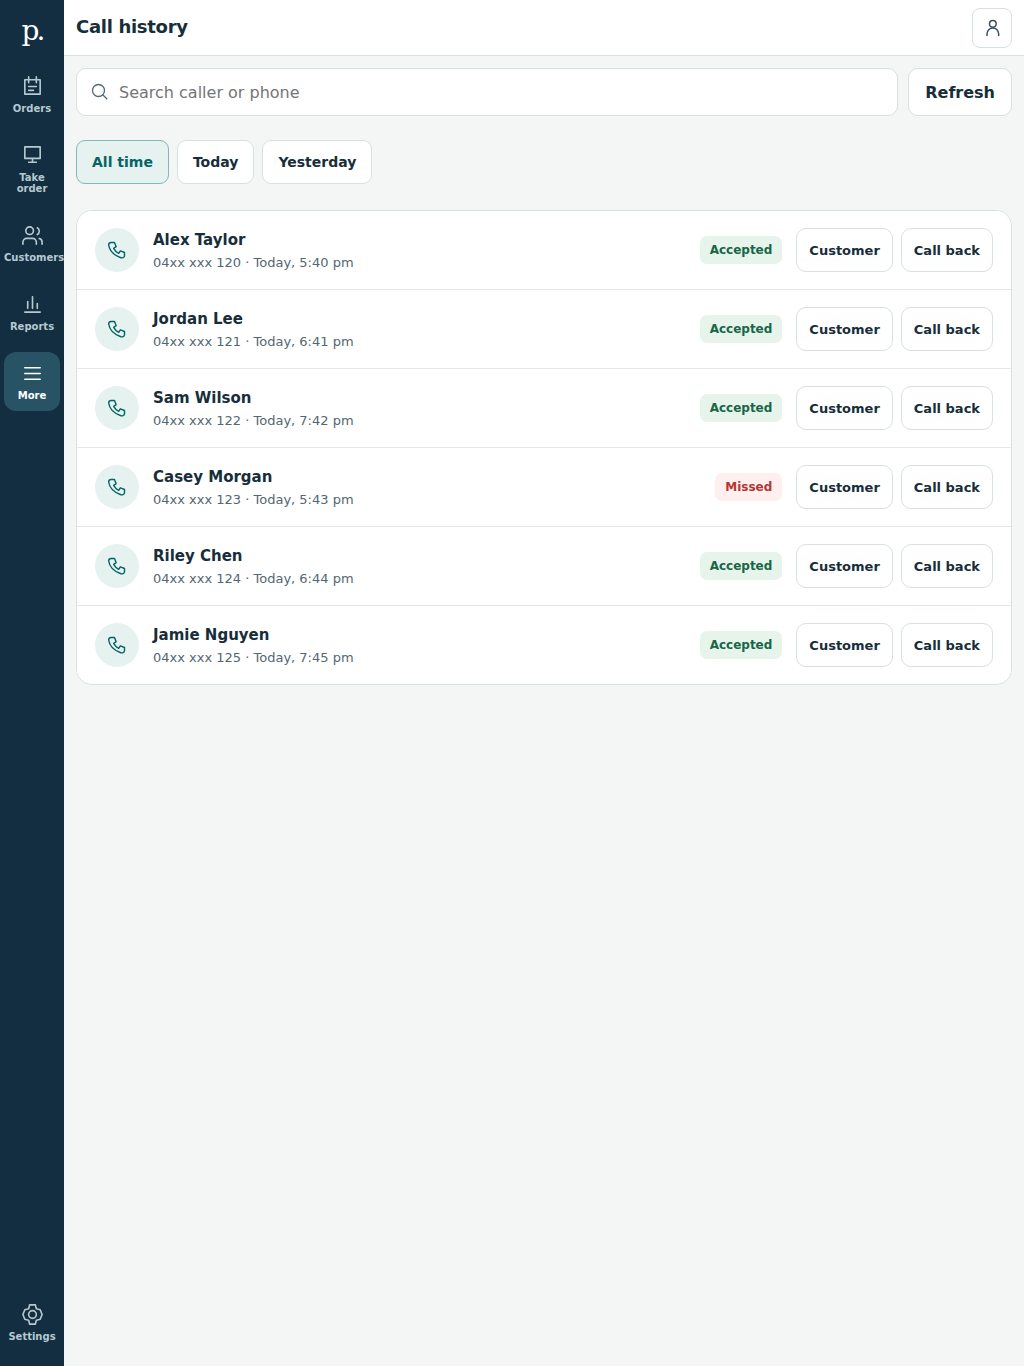 p.
Orders
Take
order
Customers
Reports
More
Settings
Call history
Search caller or phone
Refresh
All time
Today
Yesterday
Alex Taylor
04xx xxx 120 · Today, 5:40 pm
Accepted
Customer
Call back
Jordan Lee
04xx xxx 121 · Today, 6:41 pm
Accepted
Customer
Call back
Sam Wilson
04xx xxx 122 · Today, 7:42 pm
Accepted
Customer
Call back
Casey Morgan
04xx xxx 123 · Today, 5:43 pm
Missed
Customer
Call back
Riley Chen
04xx xxx 124 · Today, 6:44 pm
Accepted
Customer
Call back
Jamie Nguyen
04xx xxx 125 · Today, 7:45 pm
Accepted
Customer
Call back